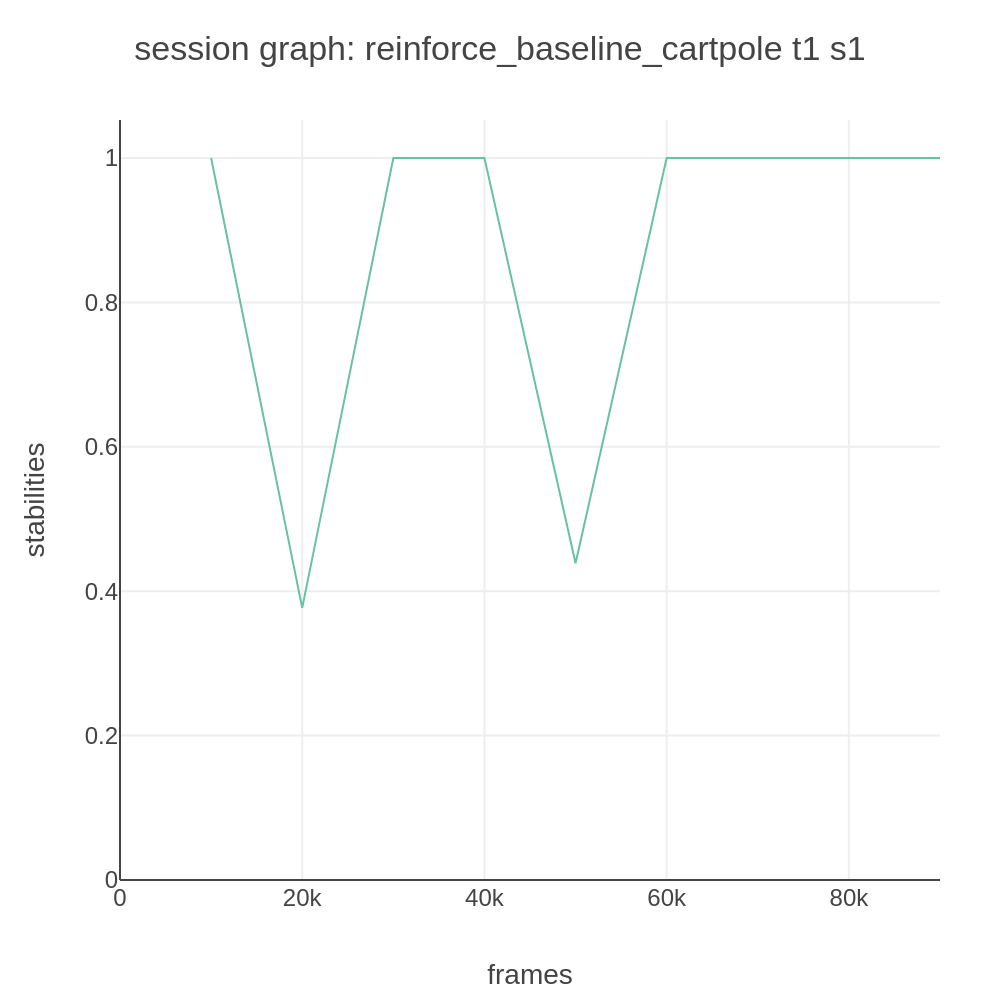 session graph: reinforce_baseline_cartpole t1 s1
1
0.8
0.6
0.4
0.2
0
0 20k 40k 60k 80k
stabilities
frames